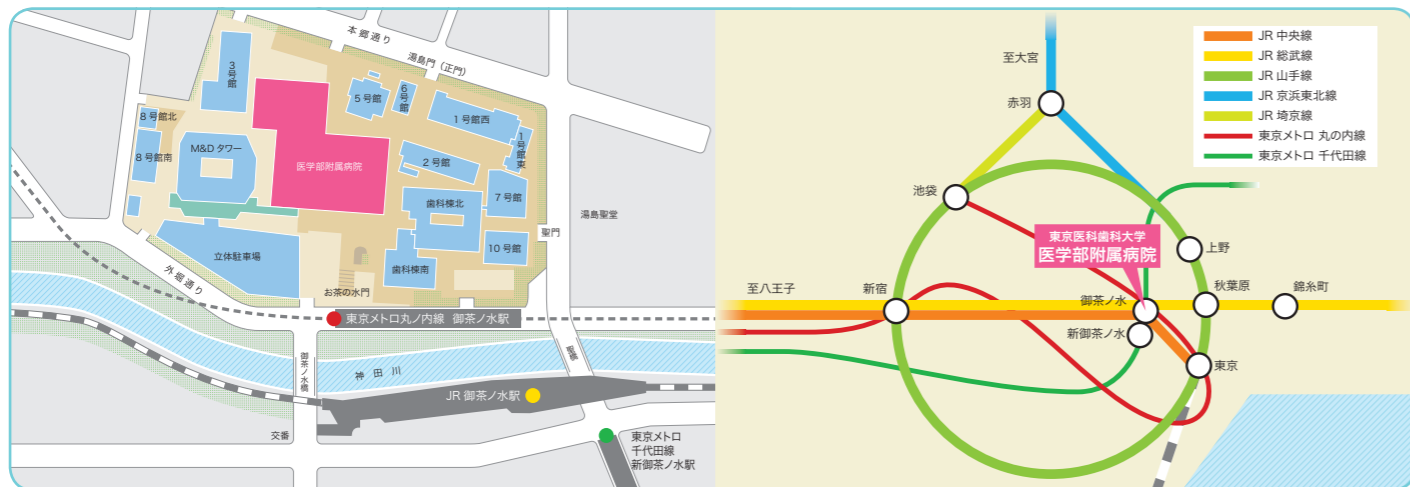 本郷通り
湯島門（正門）
3号館
5号館
6号館
1号館西
1号館東
8号館北
8号館南
M&Dタワー
医学部附属病院
2号館
7号館
歯科棟北
湯島聖堂
聖門
10号館
歯科棟南
立体駐車場
外堀通り
お茶の水門
東京メトロ丸ノ内線 御茶ノ水駅
御茶ノ水橋
神田川
JR 御茶ノ水駅
交番
東京メトロ
千代田線
新御茶ノ水駅
JR 中央線
JR 総武線
JR 山手線
JR 京浜東北線
JR 埼京線
東京メトロ 丸の内線
東京メトロ 千代田線
至大宮
赤羽
池袋
東京医科歯科大学
医学部附属病院
上野
至八王子
新宿
御茶ノ水
秋葉原
錦糸町
新御茶ノ水
東京